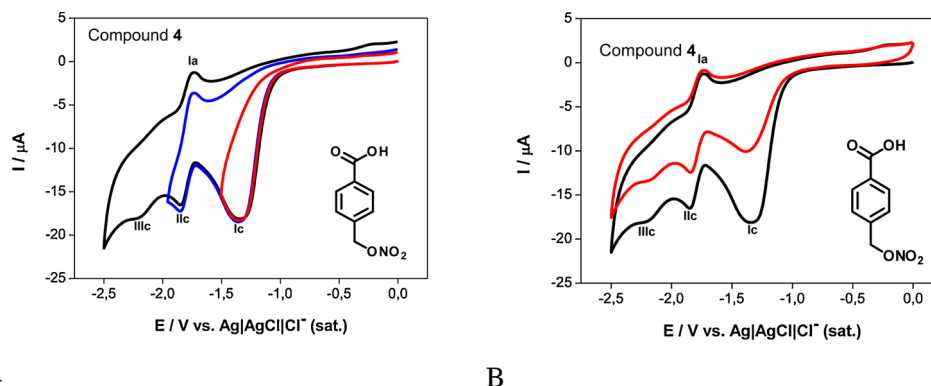 Compound 4
Ia
IIIc
IIc
Ic
O
OH
ONO2
I / μA
5
0
-5
-10
-15
-20
-25
-2,5
-2,0
-1,5
-1,0
-0,5
0,0
E / V vs. Ag|AgCl|Cl⁻ (sat.)
Compound 4
Ia
IIIc
IIc
Ic
O
OH
ONO2
I / μA
5
0
-5
-10
-15
-20
-25
-2,5
-2,0
-1,5
-1,0
-0,5
0,0
E / V vs. Ag|AgCl|Cl⁻ (sat.)
B